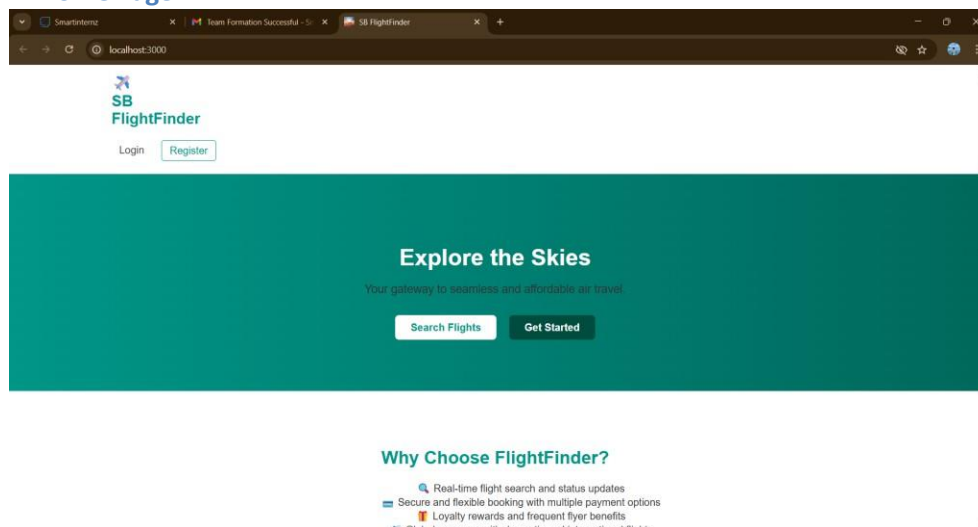 Smartinternz
Team Formation Successful - S
SB FlightFinder
localhost:3000
SB
FlightFinder
Login
Register
Explore the Skies
Your gateway to seamless and affordable air travel.
Search Flights
Get Started
Why Choose FlightFinder?
Real-time flight search and status updates
Secure and flexible booking with multiple payment options
Loyalty rewards and frequent flyer benefits